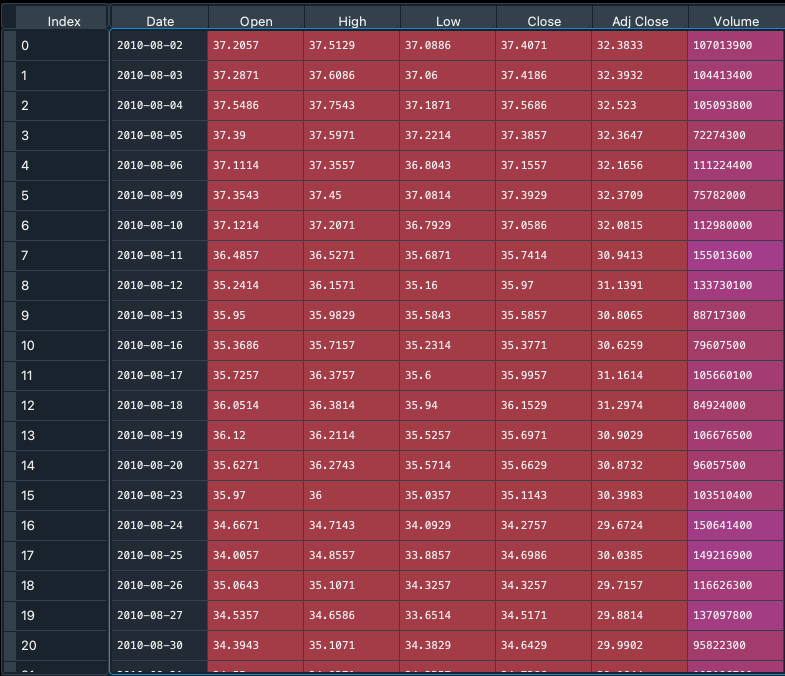 Index Date Open High Low Close Adj Close Volume
0 2010-08-02 37.2057 37.5129 37.0886 37.4071 32.3833 107013900
1 2010-08-03 37.2871 37.6086 37.06 37.4186 32.3932 104413400
2 2010-08-04 37.5486 37.7543 37.1871 37.5686 32.523 105093800
3 2010-08-05 37.39 37.5971 37.2214 37.3857 32.3647 72274300
4 2010-08-06 37.1114 37.3557 36.8043 37.1557 32.1656 111224400
5 2010-08-09 37.3543 37.45 37.0814 37.3929 32.3709 75782000
6 2010-08-10 37.1214 37.2071 36.7929 37.0586 32.0815 112980000
7 2010-08-11 36.4857 36.5271 35.6871 35.7414 30.9413 155013600
8 2010-08-12 35.2414 36.1571 35.16 35.97 31.1391 133730100
9 2010-08-13 35.95 35.9829 35.5843 35.5857 30.8065 88717300
10 2010-08-16 35.3686 35.7157 35.2314 35.3771 30.6259 79607500
11 2010-08-17 35.7257 36.3757 35.6 35.9957 31.1614 105660100
12 2010-08-18 36.0514 36.3814 35.94 36.1529 31.2974 84924000
13 2010-08-19 36.12 36.2114 35.5257 35.6971 30.9029 106676500
14 2010-08-20 35.6271 36.2743 35.5714 35.6629 30.8732 96057500
15 2010-08-23 35.97 36 35.0357 35.1143 30.3983 103510400
16 2010-08-24 34.6671 34.7143 34.0929 34.2757 29.6724 150641400
17 2010-08-25 34.0057 34.8557 33.8857 34.6986 30.0385 149216900
18 2010-08-26 35.0643 35.1071 34.3257 34.3257 29.7157 116626300
19 2010-08-27 34.5357 34.6586 33.6514 34.5171 29.8814 137097800
20 2010-08-30 34.3943 35.1071 34.3829 34.6429 29.9902 95822300